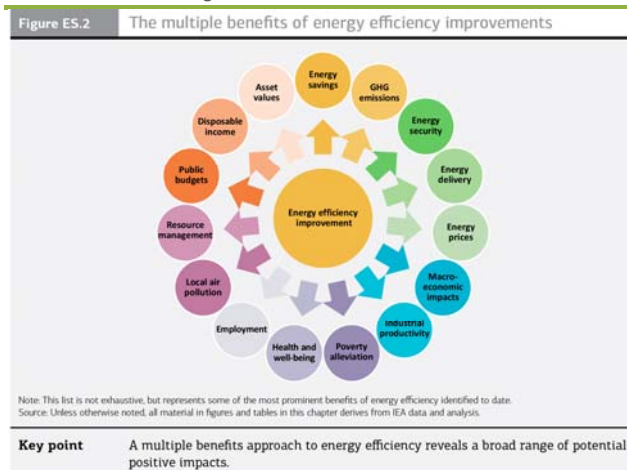 Figure ES.2
The multiple benefits of energy efficiency improvements
Energy
savings
GHG
emissions
Energy
security
Energy
delivery
Energy
prices
Macro-
economic
impacts
Industrial
productivity
Poverty
alleviation
Health and
well-being
Employment
Local air
pollution
Resource
management
Public
budgets
Disposable
income
Asset
values
Energy efficiency
improvement
Note: This list is not exhaustive, but represents some of the most prominent benefits of energy efficiency identified to date.
Source: Unless otherwise noted, all material in figures and tables in this chapter derives from IEA data and analysis.
Key point
A multiple benefits approach to energy efficiency reveals a broad range of potential
positive impacts.